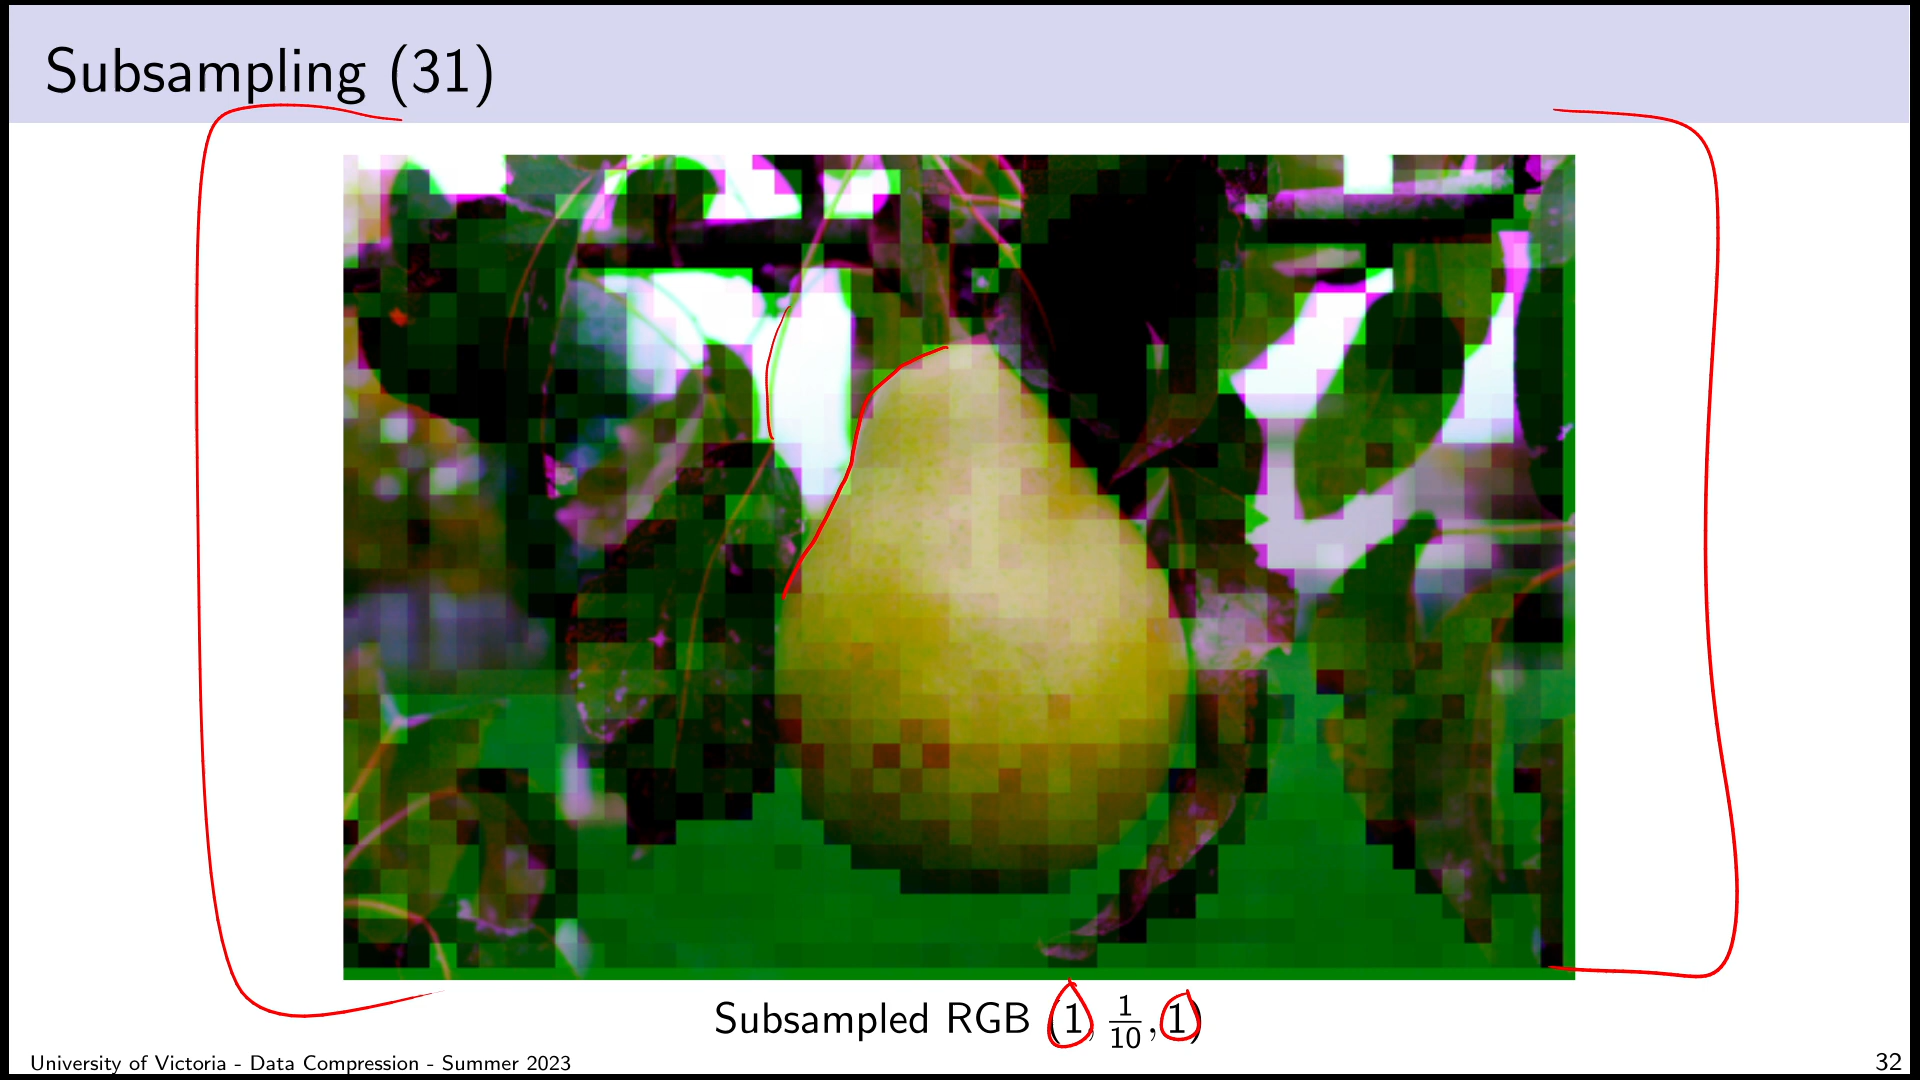 Subsampling (31)
Subsampled RGB (1, 1/10, 1)
University of Victoria - Data Compression - Summer 2023
32